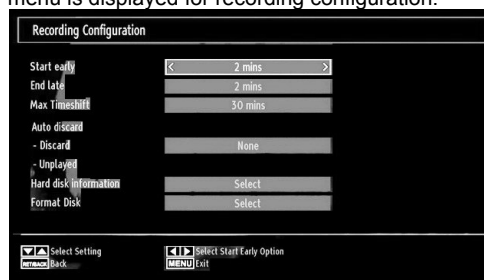 menu is displayed for recording configuration.
Recording Configuration
Start early < 2 mins >
End late 2 mins
Max Timeshift 30 mins
Auto discard
- Discard None
- Unplayed
Hard disk information Select
Format Disk Select
Select Setting Select Start Early Option
RET/BACK Back MENU Exit